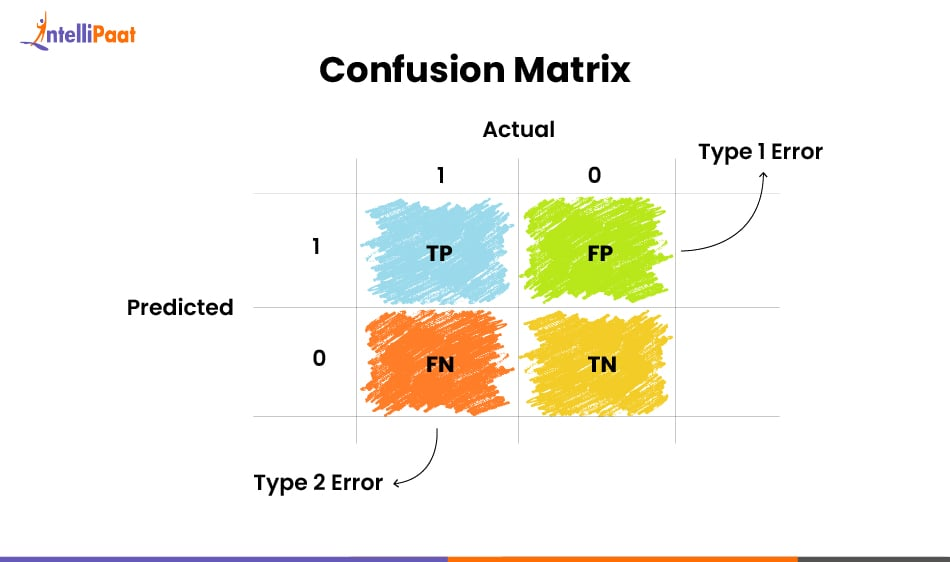 IntelliPaat
Confusion Matrix
Actual
Type 1 Error
1 0
1 TP FP
Predicted
0 FN TN
Type 2 Error